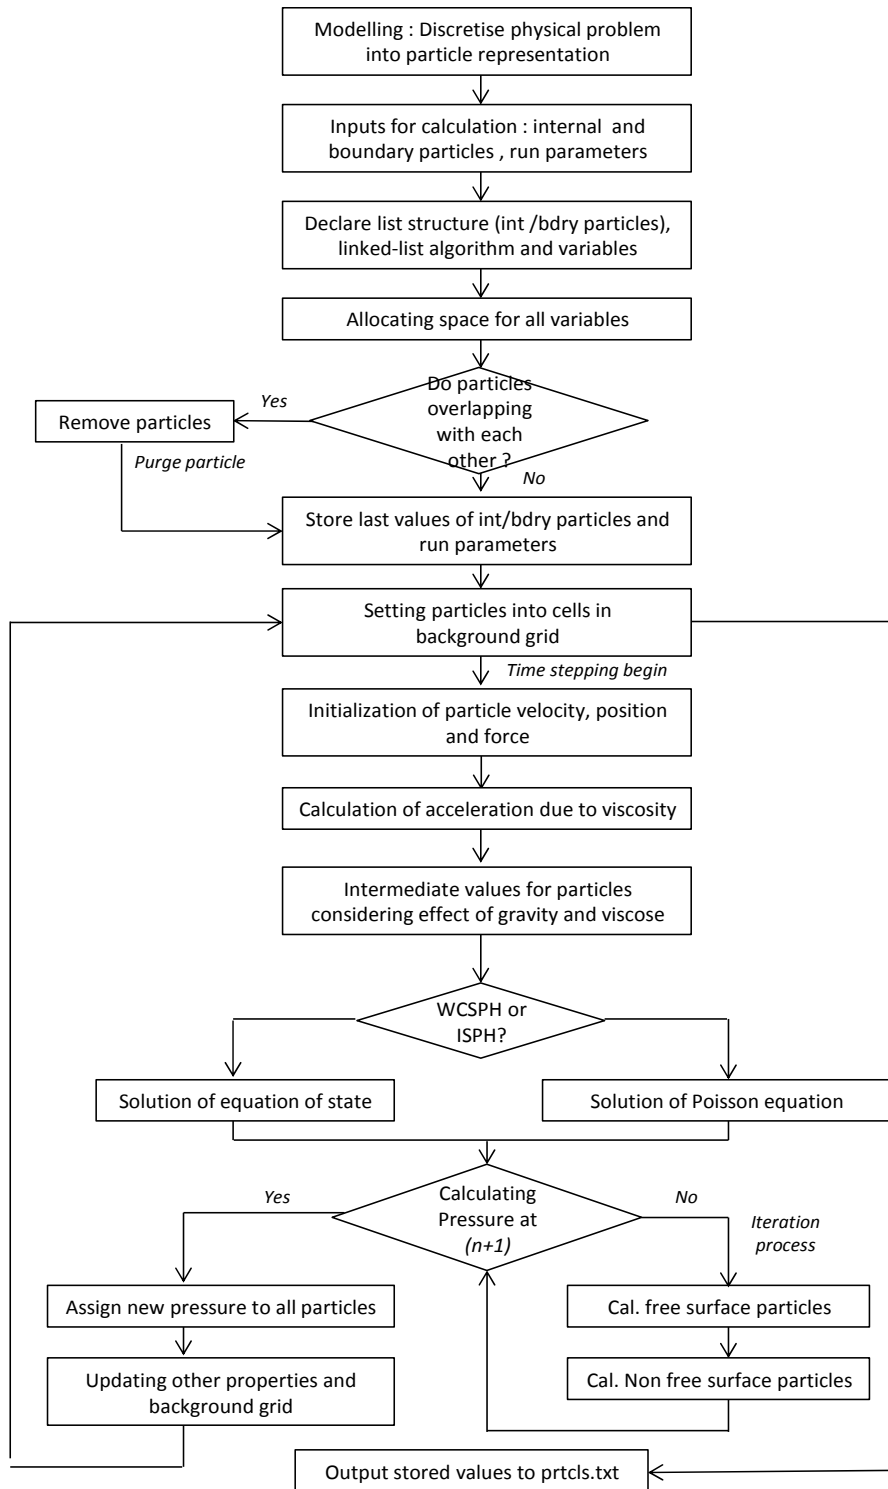 Modelling : Discretise physical problem
into particle representation
Inputs for calculation : internal and
boundary particles , run parameters
Declare list structure (int /bdry particles),
linked-list algorithm and variables
Allocating space for all variables
Do particles
overlapping
with each
other ?
Yes
Remove particles
Purge particle
No
Store last values of int/bdry particles and
run parameters
Setting particles into cells in
background grid
Time stepping begin
Initialization of particle velocity, position
and force
Calculation of acceleration due to viscosity
Intermediate values for particles
considering effect of gravity and viscose
WCSPH or
ISPH?
Solution of equation of state
Solution of Poisson equation
Calculating
Pressure at
(n+1)
Yes
No
Iteration
process
Assign new pressure to all particles
Cal. free surface particles
Updating other properties and
background grid
Cal. Non free surface particles
Output stored values to prtcls.txt